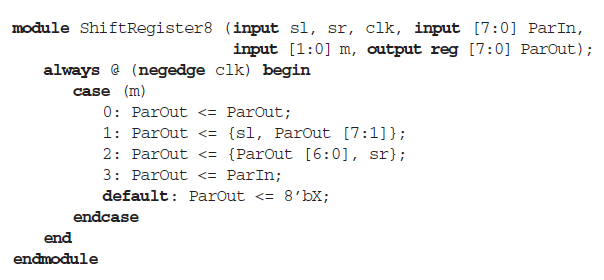 module ShiftRegister8 (input sl, sr, clk, input [7:0] ParIn,
input [1:0] m, output reg [7:0] ParOut);
always @ (negedge clk) begin
case (m)
0: ParOut <= ParOut;
1: ParOut <= {sl, ParOut [7:1]};
2: ParOut <= {ParOut [6:0], sr};
3: ParOut <= ParIn;
default: ParOut <= 8’bX;
endcase
end
endmodule